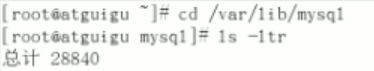 [root@atguigu ~]# cd /var/lib/mysql
[root@atguigu mysql]# ls -ltr
总计 28840